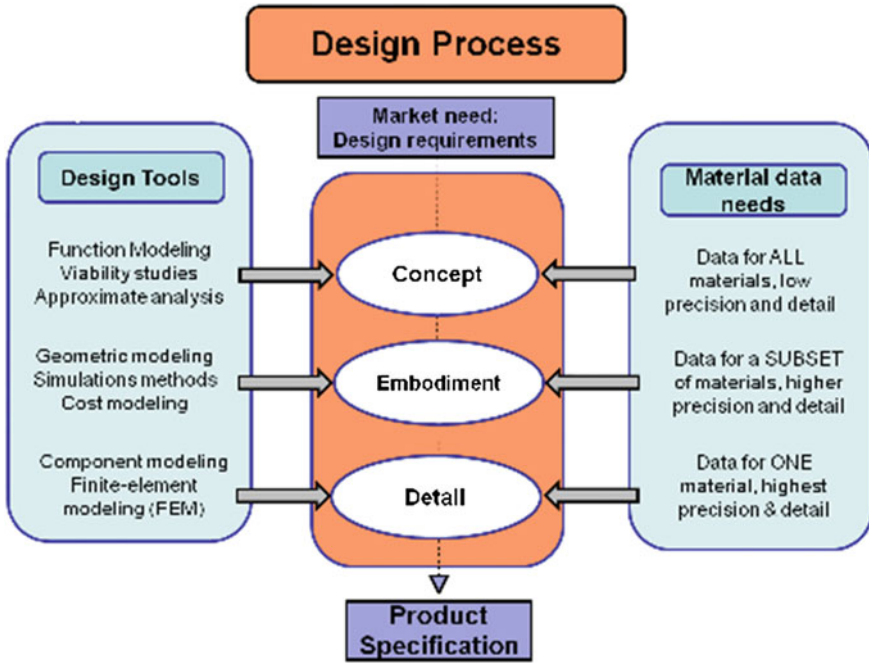 Design Process
Market need:
Design requirements
Design Tools
Function Modeling
Viability studies
Approximate analysis
Geometric modeling
Simulations methods
Cost modeling
Component modeling
Finite-element
modeling (FEM)
Concept
Embodiment
Detall
Material data
needs
Data for ALL
materials, low
precision and detail
Data for a SUBSET
of materials, higher
precision and detail
Data for ONE
material, highest
precision & detail
Product
Specification